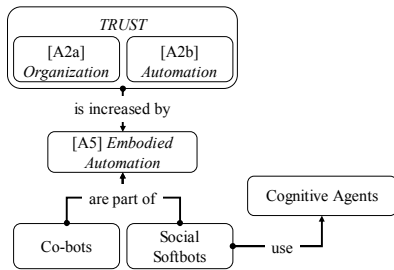 TRUST
[A2a]
Organization
[A2b]
Automation
is increased by
[A5] Embodied
Automation
are part of
Cognitive Agents
Co-bots
Social
Softbots
use